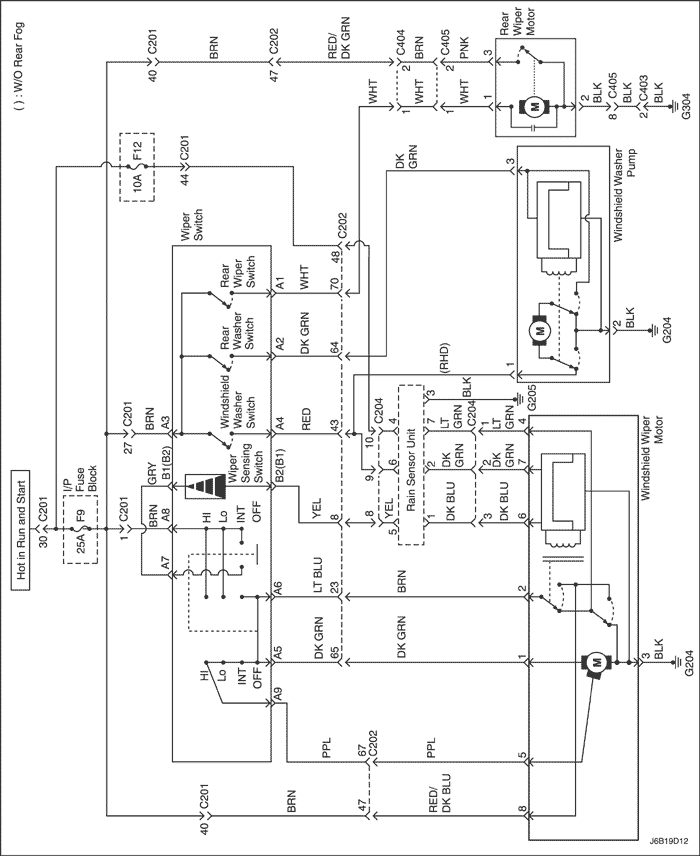 ( ) : W/O Rear Fog
Hot in Run and Start
30 C201
I/P
Fuse
Block
25A F9
10A F12
44 C201
40 C201
BRN
C202
47
RED/
DK GRN
C404
2
BRN
C405
2
PNK
3
Rear
Wiper
Motor
M
WHT
1
WHT
1
WHT
1
2
BLK
8 C405
BLK
2 C403
BLK
G304
1 C201
BRN
27 C201
BRN
Wiper
Switch
A3
A8
A7
GRY
B1(B2)
Rear
Wiper
Switch
Rear
Washer
Switch
Windshield
Washer
Switch
Wiper
Sensing
Switch
HI
Lo
INT
OFF
HI
Lo
INT
OFF
A1
WHT
70
A2
DK GRN
64
A4
RED
43
B2(B1)
YEL
8
A6
LT BLU
23
A5
DK GRN
65
A9
PPL
67
C202
48
C202
DK
GRN
3
Windshield Washer
Pump
M
(RHD)
1
2
BLK
G204
C204
10
4
9
6
8
YEL
5
Rain Sensor Unit
3
BLK
G205
7
LT
GRN
C204
1
LT
GRN
4
2
DK
GRN
2
DK
GRN
7
1
DK BLU
3
DK BLU
6
Windshield Wiper
Motor
BRN
2
DK GRN
1
M
3
BLK
G204
PPL
5
40 C201
BRN
47
RED/
DK BLU
8
J6B19D12